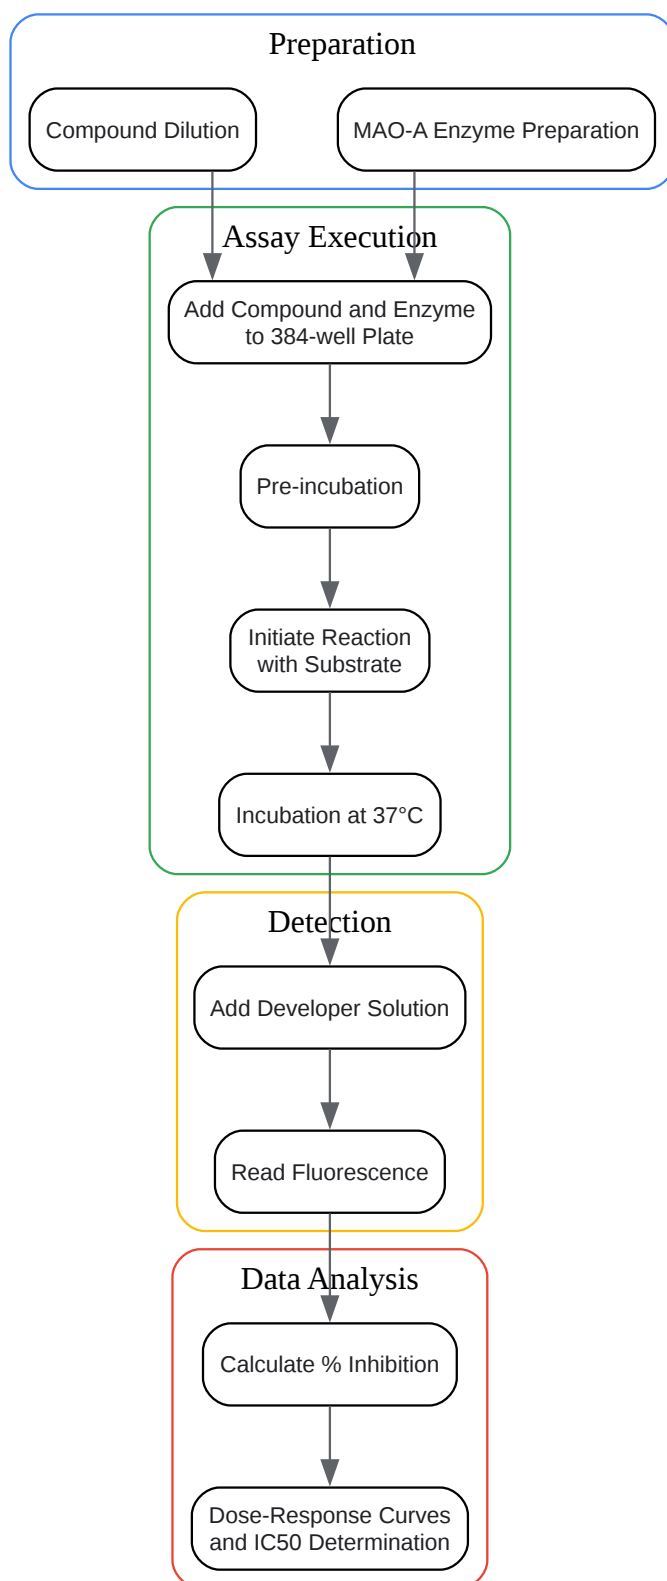 Preparation
Compound Dilution
MAO-A Enzyme Preparation
Assay Execution
Add Compound and Enzyme
to 384-well Plate
Pre-incubation
Initiate Reaction
with Substrate
Incubation at 37°C
Detection
Add Developer Solution
Read Fluorescence
Data Analysis
Calculate % Inhibition
Dose-Response Curves
and IC50 Determination